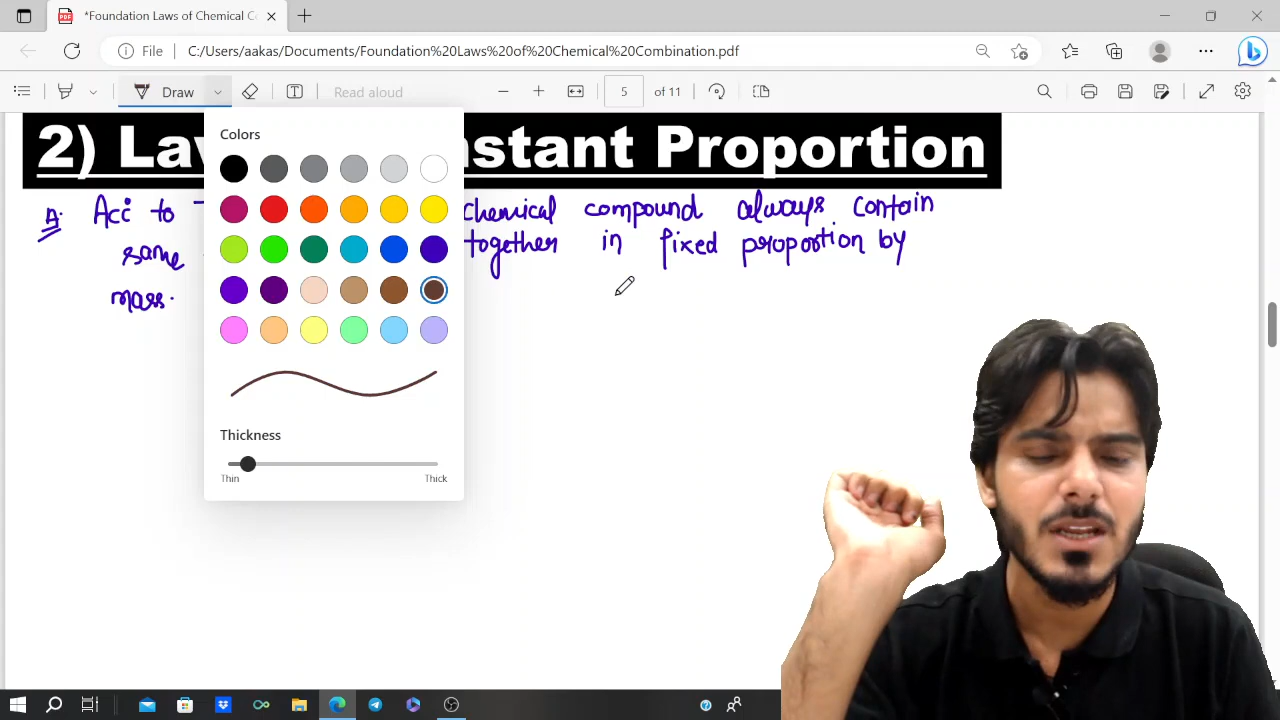 *Foundation Laws of Chemical C
File
C:/Users/aakas/Documents/Foundation%20Laws%20of%20Chemical%20Combination.pdf
Draw
Read aloud
5
of 11
2) La nstant Proportion
A: Acc to chemical compound always contain
same together in fixed proportion by
mass.
Colors
Thickness
Thin
Thick